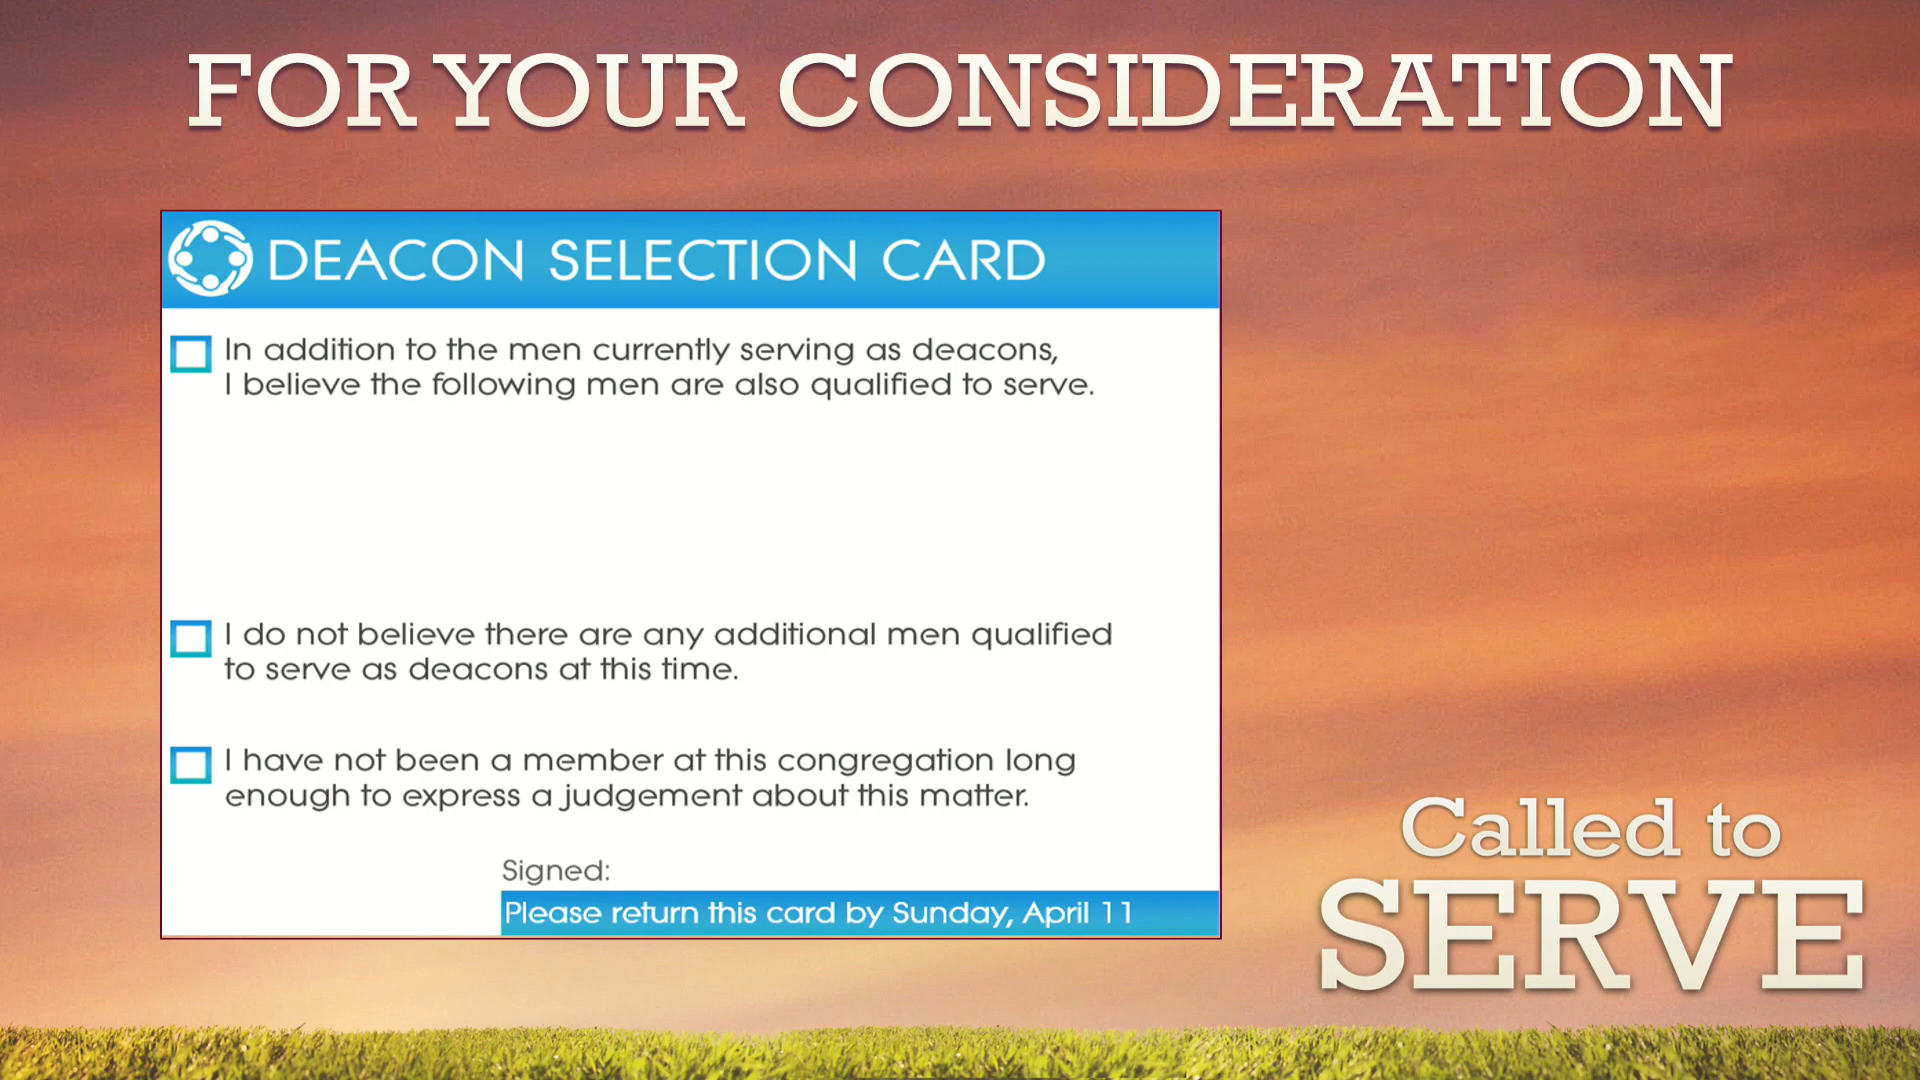 FOR YOUR CONSIDERATION
DEACON SELECTION CARD
In addition to the men currently serving as deacons,
I believe the following men are also qualified to serve.
I do not believe there are any additional men qualified
to serve as deacons at this time.
I have not been a member at this congregation long
enough to express a judgement about this matter.
Signed:
Please return this card by Sunday, April 11
Called to
SERVE